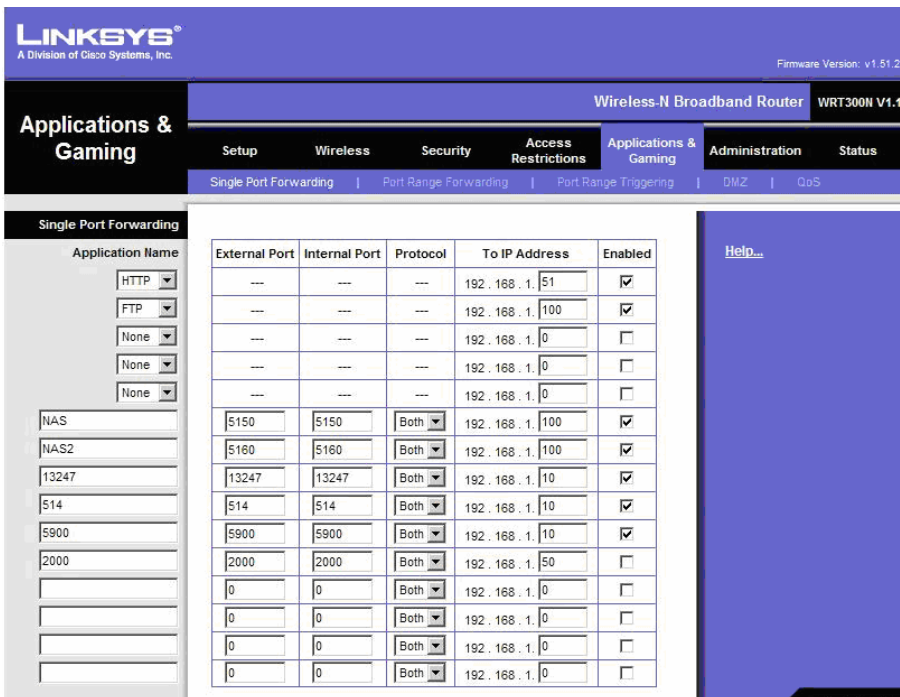 LINKSYS®
A Division of Cisco Systems, Inc.
Firmware Version: v1.51.2
Wireless-N Broadband Router WRT300N V1.1
Applications & Gaming
Setup Wireless Security Access Restrictions Applications & Gaming Administration Status
Single Port Forwarding | Port Range Forwarding | Port Range Triggering | DMZ | QoS
Single Port Forwarding
Application Name External Port Internal Port Protocol To IP Address Enabled
Help...
HTTP --- --- --- 192 . 168 . 1. 51
FTP --- --- --- 192 . 168 . 1. 100
None --- --- --- 192 . 168 . 1. 0
None --- --- --- 192 . 168 . 1. 0
None --- --- --- 192 . 168 . 1. 0
NAS 5150 5150 Both 192 . 168 . 1. 100
NAS2 5160 5160 Both 192 . 168 . 1. 100
13247 13247 13247 Both 192 . 168 . 1. 10
514 514 514 Both 192 . 168 . 1. 10
5900 5900 5900 Both 192 . 168 . 1. 10
2000 2000 2000 Both 192 . 168 . 1. 50
0 0 Both 192 . 168 . 1. 0
0 0 Both 192 . 168 . 1. 0
0 0 Both 192 . 168 . 1. 0
0 0 Both 192 . 168 . 1. 0